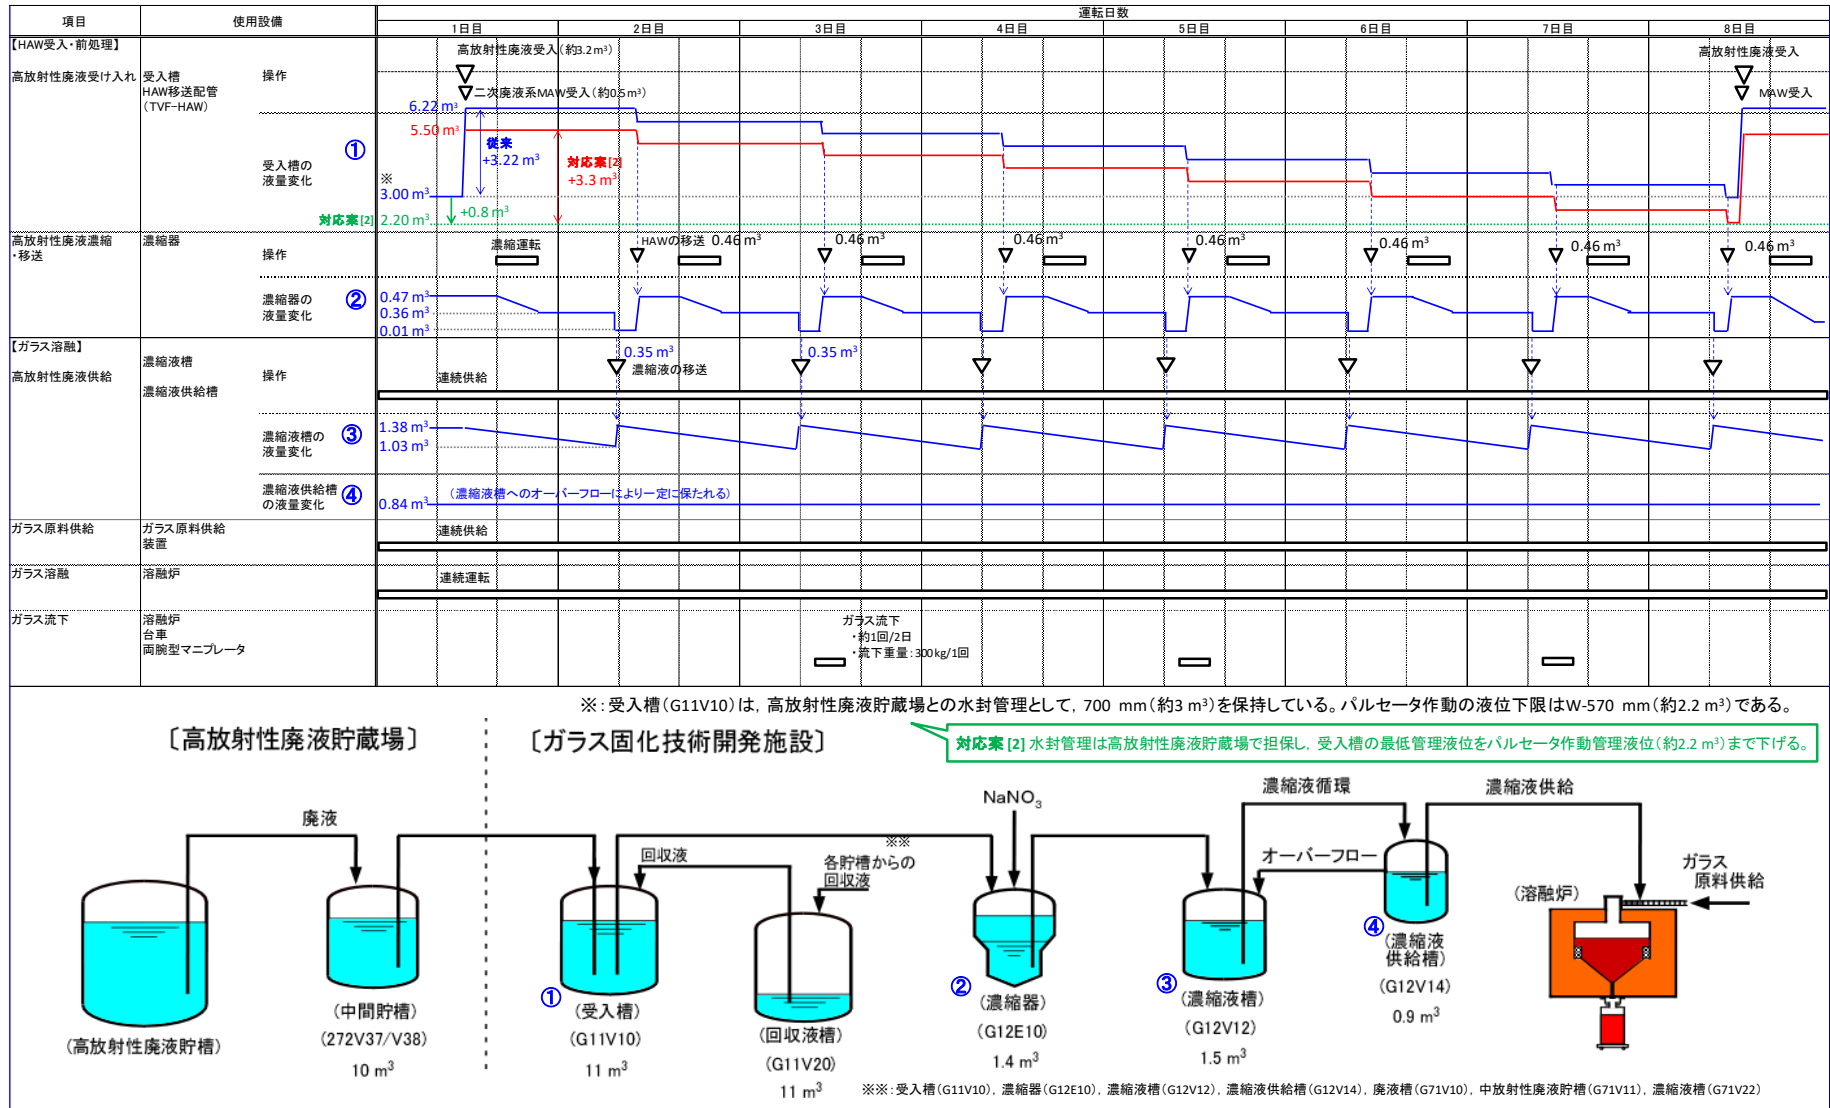 項目
使用設備
運転日数
1日目
2日目
3日目
4日目
5日目
6日目
7日目
8日目
【HAW受入・前処理】
高放射性廃液受け入れ
受入槽
HAW移送配管
(TVF-HAW)
操作
高放射性廃液受入(約3.2m³)
二次廃液系MAW受入(約0.5m³)
高放射性廃液受入
MAW受入
①
受入槽の
液量変化
6.22 m³
5.50 m³
※
3.00 m³
対応案[2] 2.20 m³
+0.8 m³
従来
+3.22 m³
対応案[2]
+3.3 m³
高放射性廃液濃縮
・移送
濃縮器
操作
濃縮運転
HAWの移送 0.46 m³
0.46 m³
0.46 m³
0.46 m³
0.46 m³
0.46 m³
0.46 m³
濃縮器の
液量変化
②
0.47 m³
0.36 m³
0.01 m³
【ガラス溶融】
高放射性廃液供給
濃縮液槽
濃縮液供給槽
操作
連続供給
0.35 m³
0.35 m³
濃縮液の移送
濃縮液槽の
液量変化
③
1.38 m³
1.03 m³
濃縮液供給槽
の液量変化
④
0.84 m³
(濃縮液槽へのオーバーフローにより一定に保たれる)
ガラス原料供給
ガラス原料供給
装置
連続供給
ガラス溶融
溶融炉
連続運転
ガラス流下
溶融炉
台車
両腕型マニプレータ
ガラス流下
・約1回/2日
・流下重量:300kg/1回
※:受入槽(G11V10)は,高放射性廃液貯蔵場との水封管理として,700 mm(約3 m³)を保持している。パルセータ作動の液位下限はW-570 mm(約2.2 m³)である。
対応案 [2] 水封管理は高放射性廃液貯蔵場で担保し,受入槽の最低管理液位をパルセータ作動管理液位(約2.2 m³)まで下げる。
〔高放射性廃液貯蔵場〕
〔ガラス固化技術開発施設〕
廃液
回収液
各貯槽からの
回収液
※※
NaNO₃
濃縮液循環
濃縮液供給
オーバーフロー
ガラス
原料供給
(溶融炉)
(高放射性廃液貯槽)
(中間貯槽)
(272V37/V38)
10 m³
①
(受入槽)
(G11V10)
11 m³
(回収液槽)
(G11V20)
11 m³
②
(濃縮器)
(G12E10)
1.4 m³
③
(濃縮液槽)
(G12V12)
1.5 m³
④
(濃縮液
供給槽)
(G12V14)
0.9 m³
※※:受入槽(G11V10),濃縮器(G12E10),濃縮液槽(G12V12),濃縮液供給槽(G12V14),廃液槽(G71V10),中放射性廃液貯槽(G71V11),濃縮液槽(G71V22)